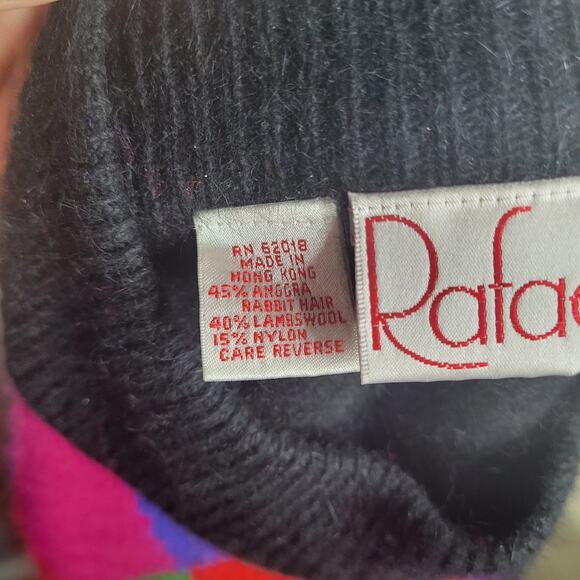 RN 62018
MADE IN
HONG KONG
45% ANGORA
RABBIT HAIR
40% LAMBSWOOL
15% NYLON
CARE REVERSE
Rafae